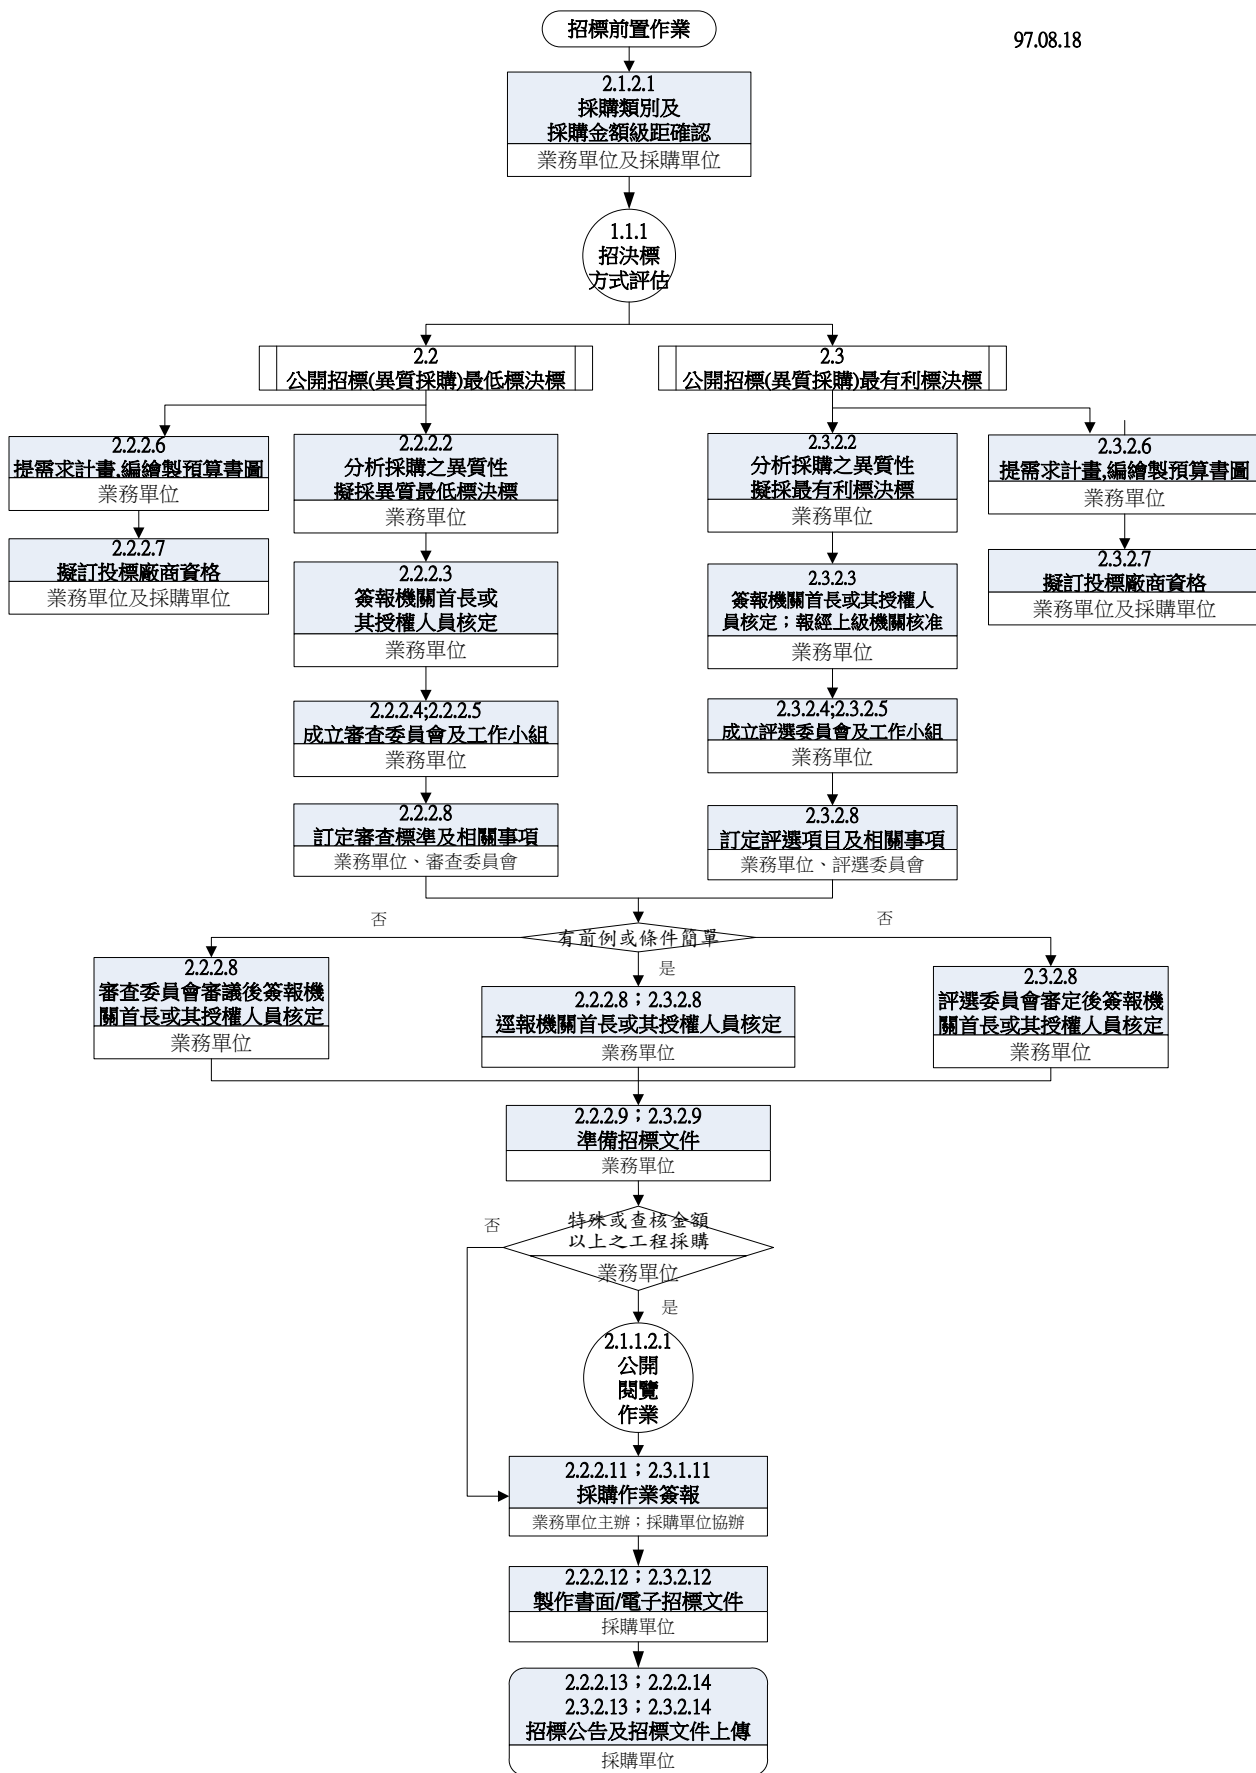 招標前置作業
97.08.18
2.1.2.1
採購類別及
採購金額級距確認
業務單位及採購單位
1.1.1
招決標
方式評估
2.2
公開招標(異質採購)最低標決標
2.3
公開招標(異質採購)最有利標決標
2.2.2.6
提需求計畫,編繪製預算書圖
業務單位
2.2.2.7
擬訂投標廠商資格
業務單位及採購單位
2.2.2.2
分析採購之異質性
擬採異質最低標決標
業務單位
2.2.2.3
簽報機關首長或
其授權人員核定
業務單位
2.2.2.4;2.2.2.5
成立審查委員會及工作小組
業務單位
2.2.2.8
訂定審查標準及相關事項
業務單位、審查委員會
2.3.2.2
分析採購之異質性
擬採最有利標決標
業務單位
2.3.2.3
簽報機關首長或其授權人
員核定；報經上級機關核准
業務單位
2.3.2.4;2.3.2.5
成立評選委員會及工作小組
業務單位
2.3.2.8
訂定評選項目及相關事項
業務單位、評選委員會
2.3.2.6
提需求計畫,編繪製預算書圖
業務單位
2.3.2.7
擬訂投標廠商資格
業務單位及採購單位
否
否
有前例或條件簡單
是
2.2.2.8
審查委員會審議後簽報機
關首長或其授權人員核定
業務單位
2.2.2.8；2.3.2.8
逕報機關首長或其授權人員核定
業務單位
2.3.2.8
評選委員會審定後簽報機
關首長或其授權人員核定
業務單位
2.2.2.9；2.3.2.9
準備招標文件
業務單位
否
特殊或查核金額
以上之工程採購
業務單位
是
2.1.1.2.1
公開
閱覽
作業
2.2.2.11；2.3.1.11
採購作業簽報
業務單位主辦；採購單位協辦
2.2.2.12；2.3.2.12
製作書面/電子招標文件
採購單位
2.2.2.13；2.2.2.14
2.3.2.13；2.3.2.14
招標公告及招標文件上傳
採購單位